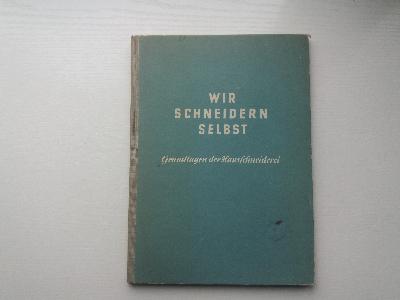 WIR
SCHNEIDERN
SELBST
Grundlagen der Hausschneiderei